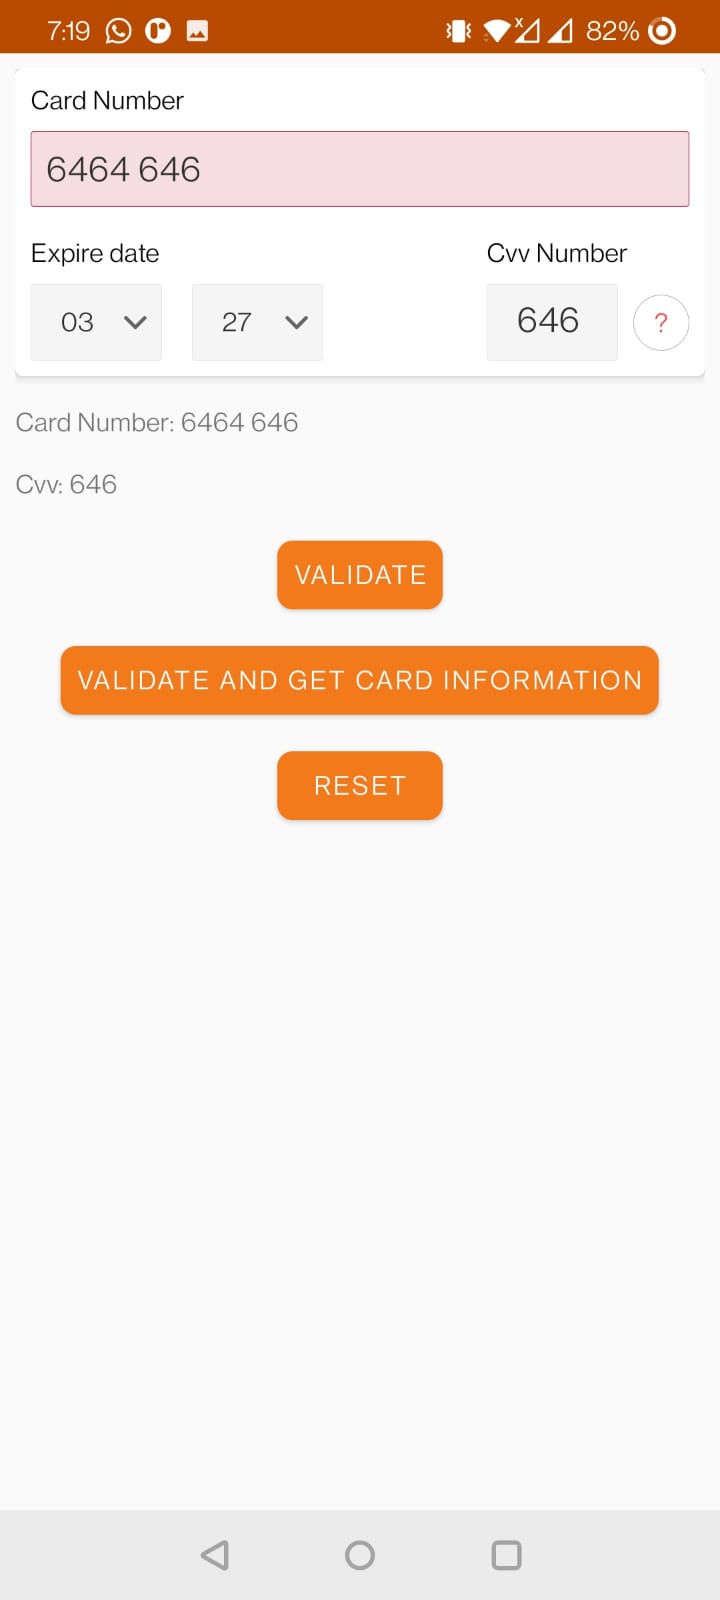 7:19 82%
Card Number
6464 646
Expire date Cvv Number
03 27 646 ?
Card Number: 6464 646
Cvv: 646
VALIDATE
VALIDATE AND GET CARD INFORMATION
RESET